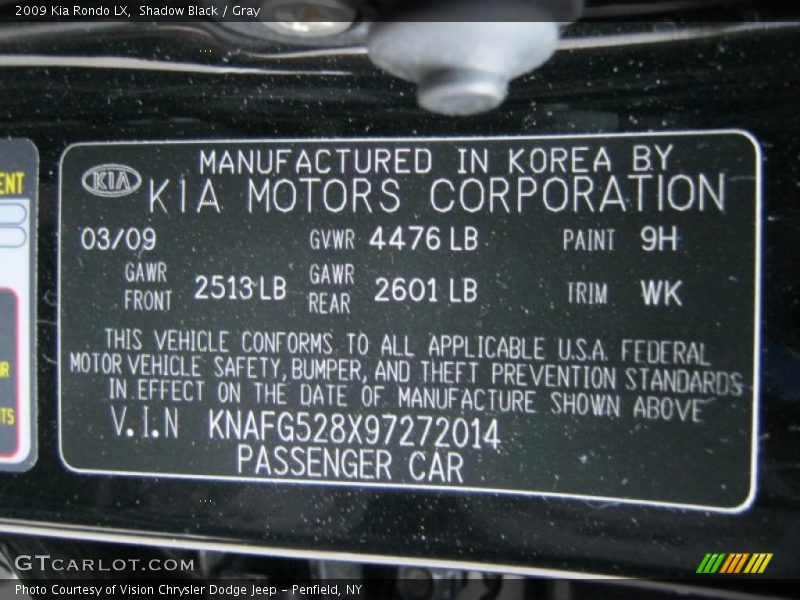 2009 Kia Rondo LX, Shadow Black / Gray
ENT
KIA
MANUFACTURED IN KOREA BY
KIA MOTORS CORPORATION
03/09 GVWR 4476 LB PAINT 9H
GAWR FRONT 2513 LB GAWR REAR 2601 LB TRIM WK
THIS VEHICLE CONFORMS TO ALL APPLICABLE U.S.A. FEDERAL
MOTOR VEHICLE SAFETY, BUMPER, AND THEFT PREVENTION STANDARDS
IN EFFECT ON THE DATE OF MANUFACTURE SHOWN ABOVE
V.I.N KNAFG528X97272014
PASSENGER CAR
R
TS
GTCARLOT.COM
Photo Courtesy of Vision Chrysler Dodge Jeep - Penfield, NY